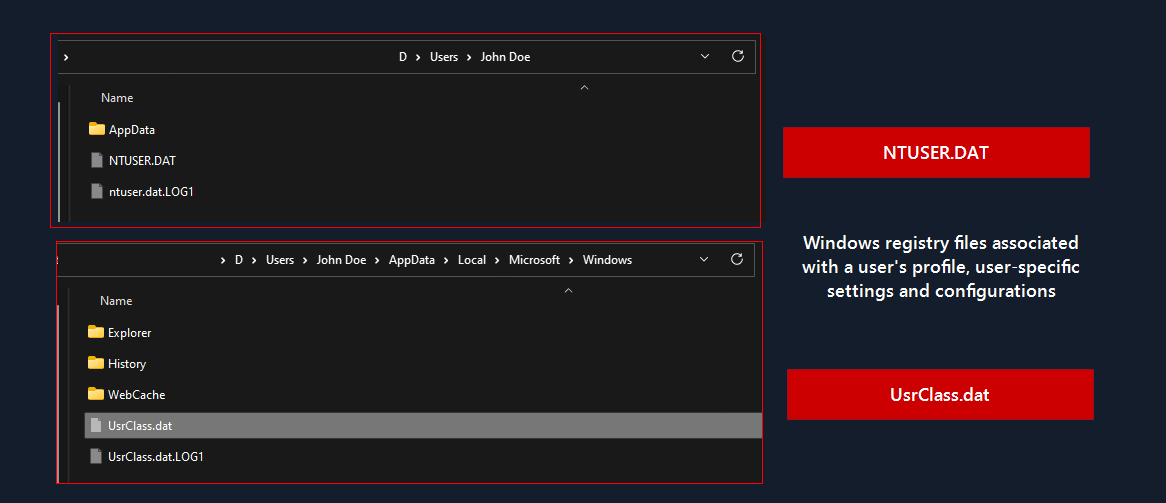 D > Users > John Doe
Name
AppData
NTUSER.DAT
ntuser.dat.LOG1
NTUSER.DAT
Windows registry files associated
with a user's profile, user-specific
settings and configurations
> D > Users > John Doe > AppData > Local > Microsoft > Windows
Name
Explorer
History
WebCache
UsrClass.dat
UsrClass.dat.LOG1
UsrClass.dat